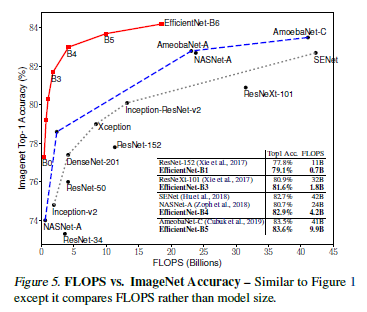 84
82
80
78
76
74
Imagenet Top-1 Accuracy (%)
EfficientNet-B6
AmoebaNet-C
B5
AmeobaNet-A
B4
NASNet-A
SENet
B3
ResNeXt-101
Inception-ResNet-v2
Xception
ResNet-152
B0
DenseNet-201
ResNet-50
Inception-v2
NASNet-A
ResNet-34
Top1 Acc. FLOPS
ResNet-152 (Xie et al., 2017) 77.8% 11B
EfficientNet-B1 79.1% 0.7B
ResNeXt-101 (Xie et al., 2017) 80.9% 32B
EfficientNet-B3 81.6% 1.8B
SENet (Hu et al., 2018) 82.7% 42B
NASNet-A (Zoph et al., 2018) 80.7% 24B
EfficientNet-B4 82.9% 4.2B
AmoebaNet-C (Cubuk et al., 2019) 83.5% 41B
EfficientNet-B5 83.6% 9.9B
0 5 10 15 20 25 30 35 40 45
FLOPS (Billions)
Figure 5. FLOPS vs. ImageNet Accuracy – Similar to Figure 1
except it compares FLOPS rather than model size.